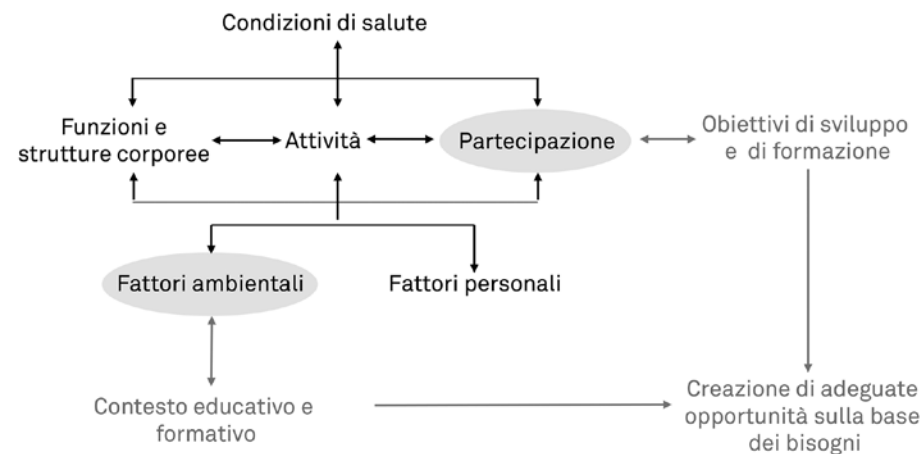 Condizioni di salute
Funzioni e
strutture corporee
Attività
Partecipazione
Obiettivi di sviluppo
e di formazione
Fattori ambientali
Fattori personali
Contesto educativo e
formativo
Creazione di adeguate
opportunità sulla base
dei bisogni